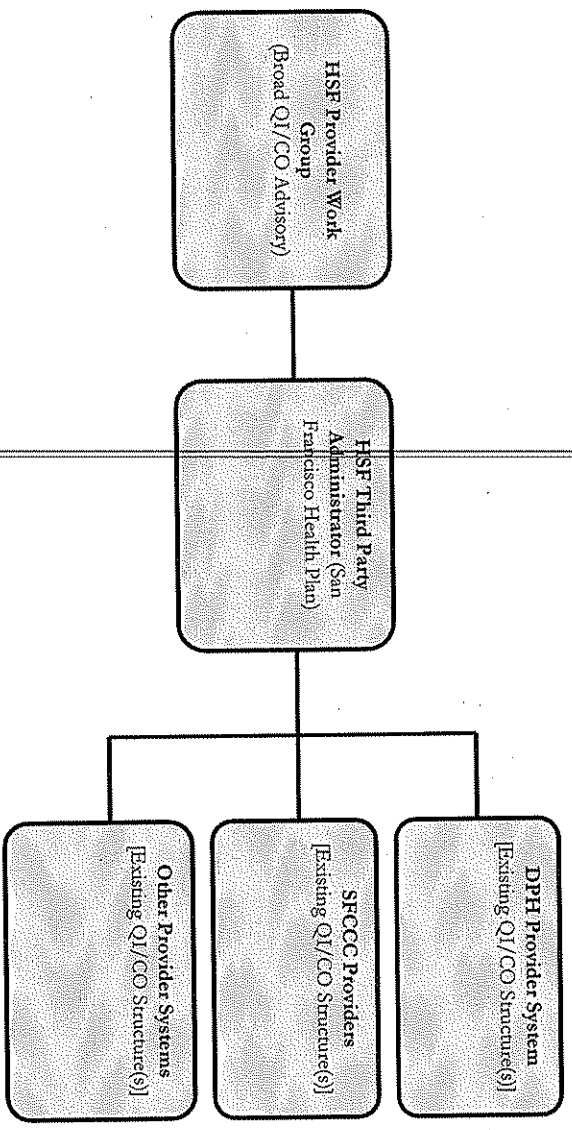 HSF Provider Work
Group
(Broad QI/CO Advisory)
HSF Third Party
Administrator (San
Francisco Health Plan)
DPH Provider System
[Existing QI/CO Structure(s)]
SFCCC Providers
[Existing QI/CO Structure(s)]
Other Provider Systems
[Existing QI/CO Structure(s)]